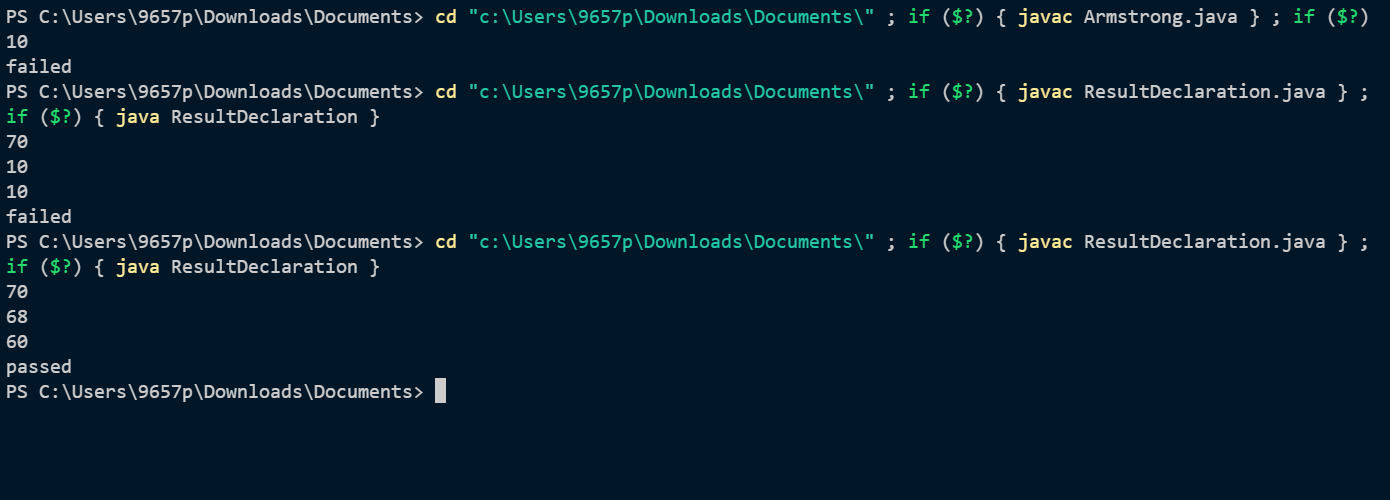 PS C:\Users\9657p\Downloads\Documents> cd "c:\Users\9657p\Downloads\Documents\" ; if ($?) { javac Armstrong.java } ; if ($?)
10
failed
PS C:\Users\9657p\Downloads\Documents> cd "c:\Users\9657p\Downloads\Documents\" ; if ($?) { javac ResultDeclaration.java } ;
if ($?) { java ResultDeclaration }
70
10
10
failed
PS C:\Users\9657p\Downloads\Documents> cd "c:\Users\9657p\Downloads\Documents\" ; if ($?) { javac ResultDeclaration.java } ;
if ($?) { java ResultDeclaration }
70
68
60
passed
PS C:\Users\9657p\Downloads\Documents>